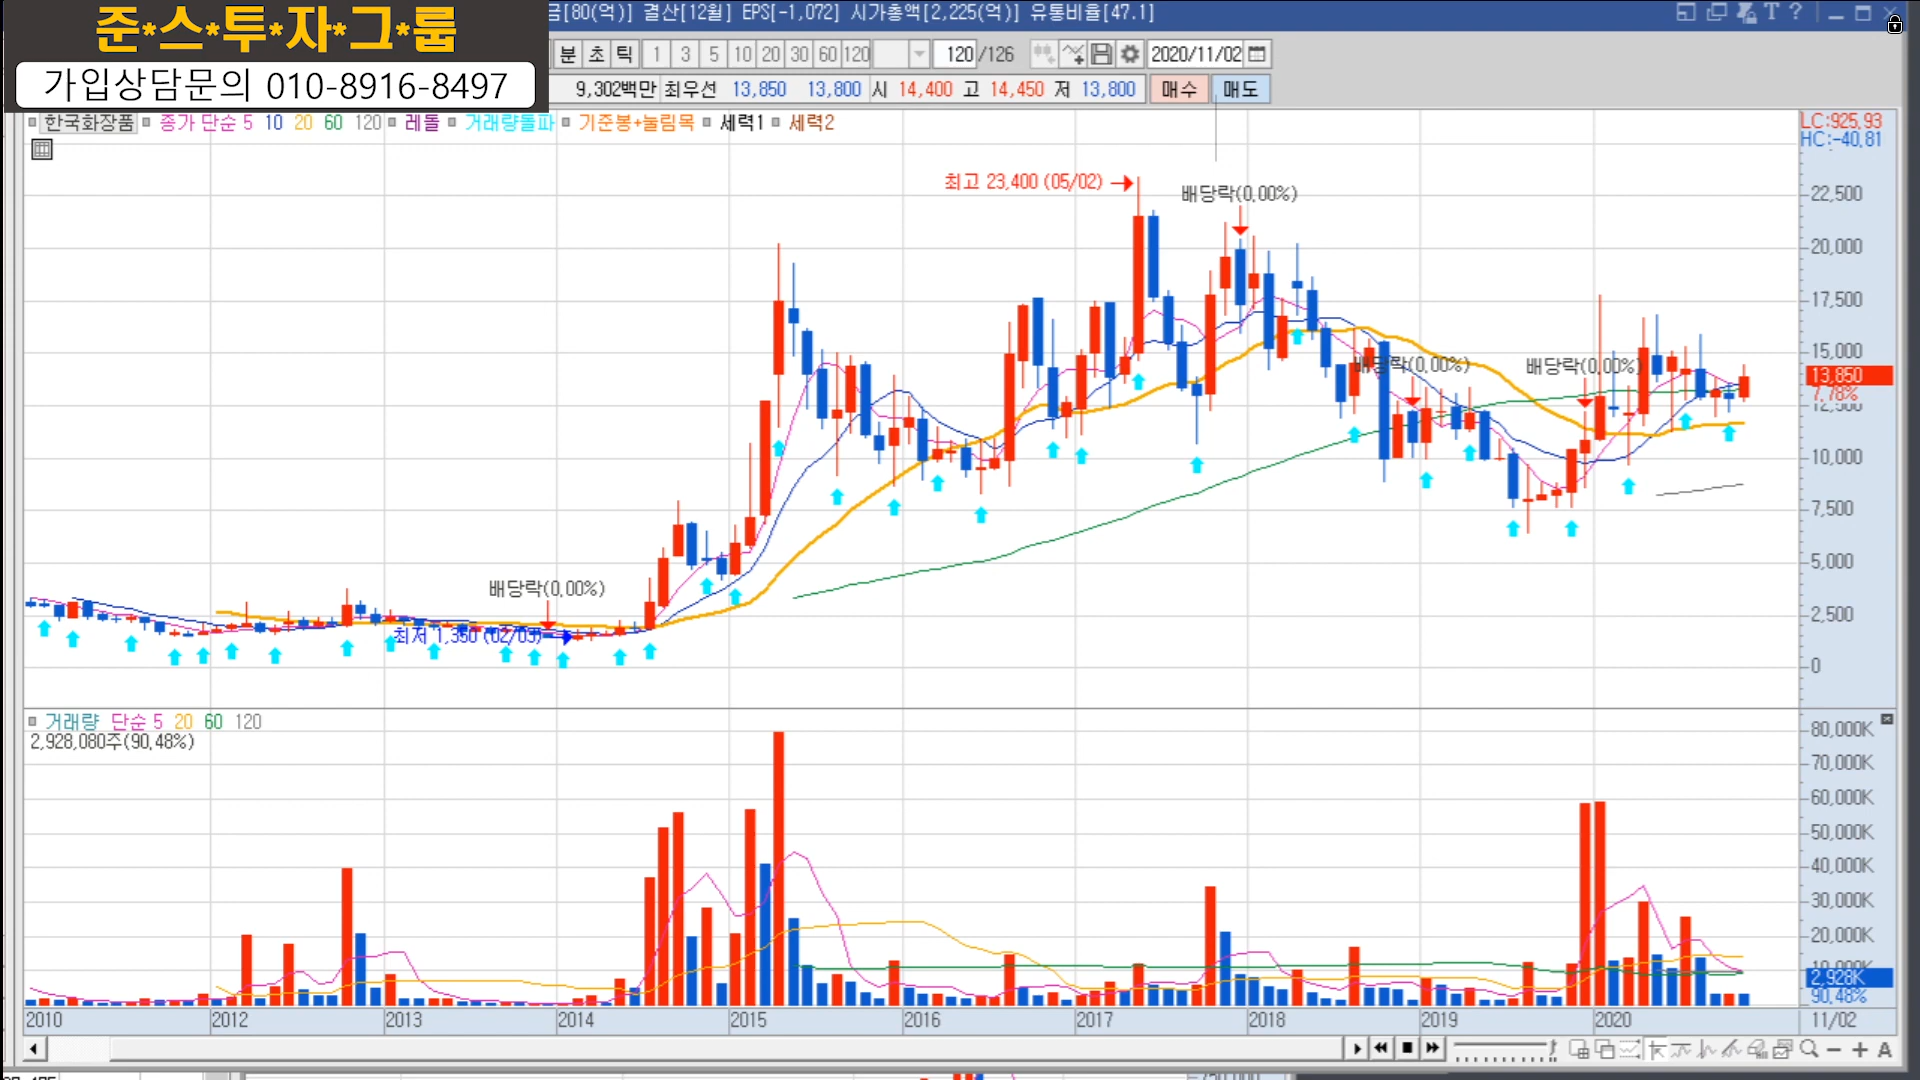 준*스*투*자*그*룹
가입상담문의 010-8916-8497
금[80(억)] 결산[12월] EPS[-1,072] 시가총액[2,225(억)] 유통비율[47.1]
분 초 틱 1 3 5 10 20 30 60 120 120 /126 2020/11/02
9,302백만 최우선 13,850 13,800 시 14,400 고 14,450 저 13,800 매수 매도
한국화장품 종가 단순 5 10 20 60 120 레돌 거래량돌파 기준봉+눌림목 세력1 세력2
LC:925.93
HC:-40.81
최고 23,400 (05/02)
배당락(0.00%)
22,500
20,000
17,500
15,000
배당락(0.00%)
배당락(0.00%)
13,850
7.78%
12,500
10,000
7,500
5,000
배당락(0.00%)
2,500
최저 1,350 (02/03)
0
거래량 단순 5 20 60 120
2,928,080주(90.48%)
80,000K
70,000K
60,000K
50,000K
40,000K
30,000K
20,000K
10,000K
2,928K
90.48%
2010 2012 2013 2014 2015 2016 2017 2018 2019 2020 11/02